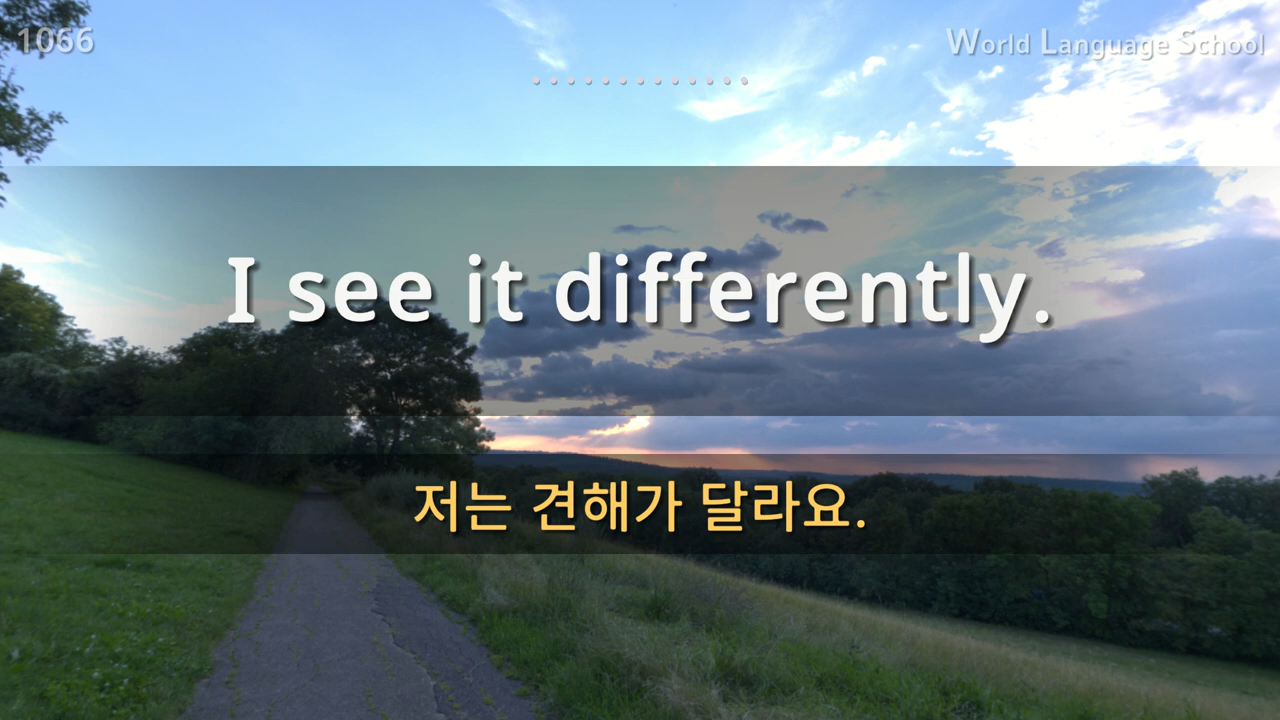 1066
World Language School
I see it differently.
저는 견해가 달라요.